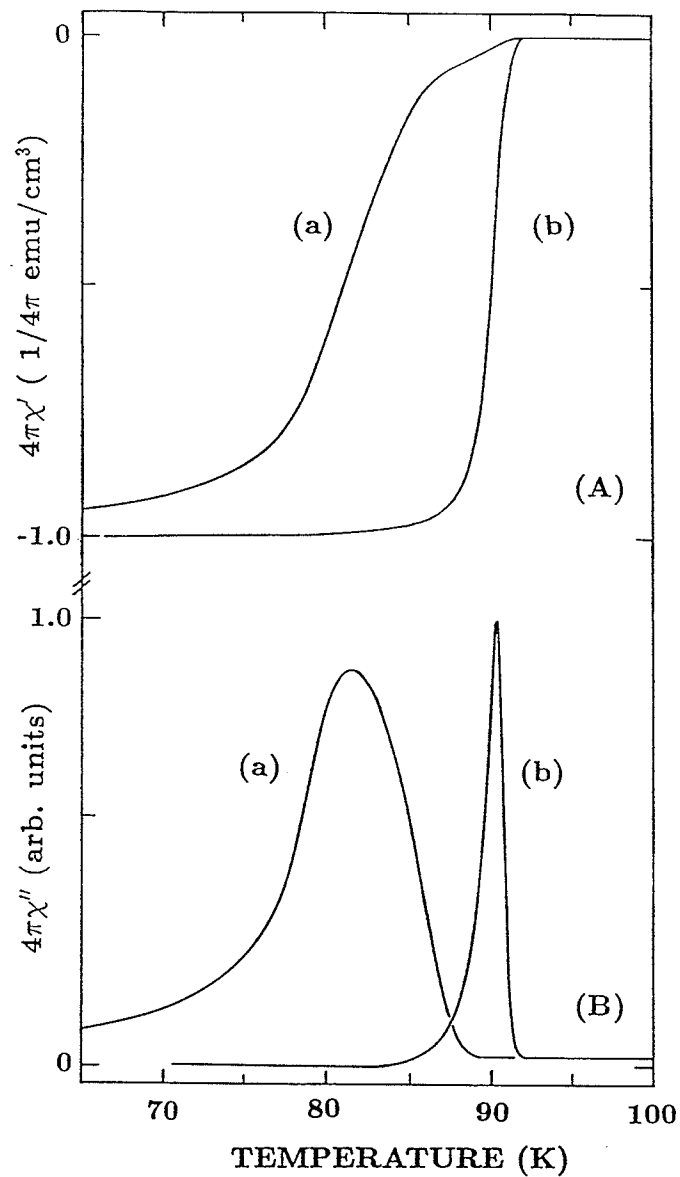 0
4πχ′ ( 1/4π emu/cm³)
(a)
(b)
(A)
-1.0
1.0
4πχ″ (arb. units)
(a)
(b)
(B)
0
70 80 90 100
TEMPERATURE (K)